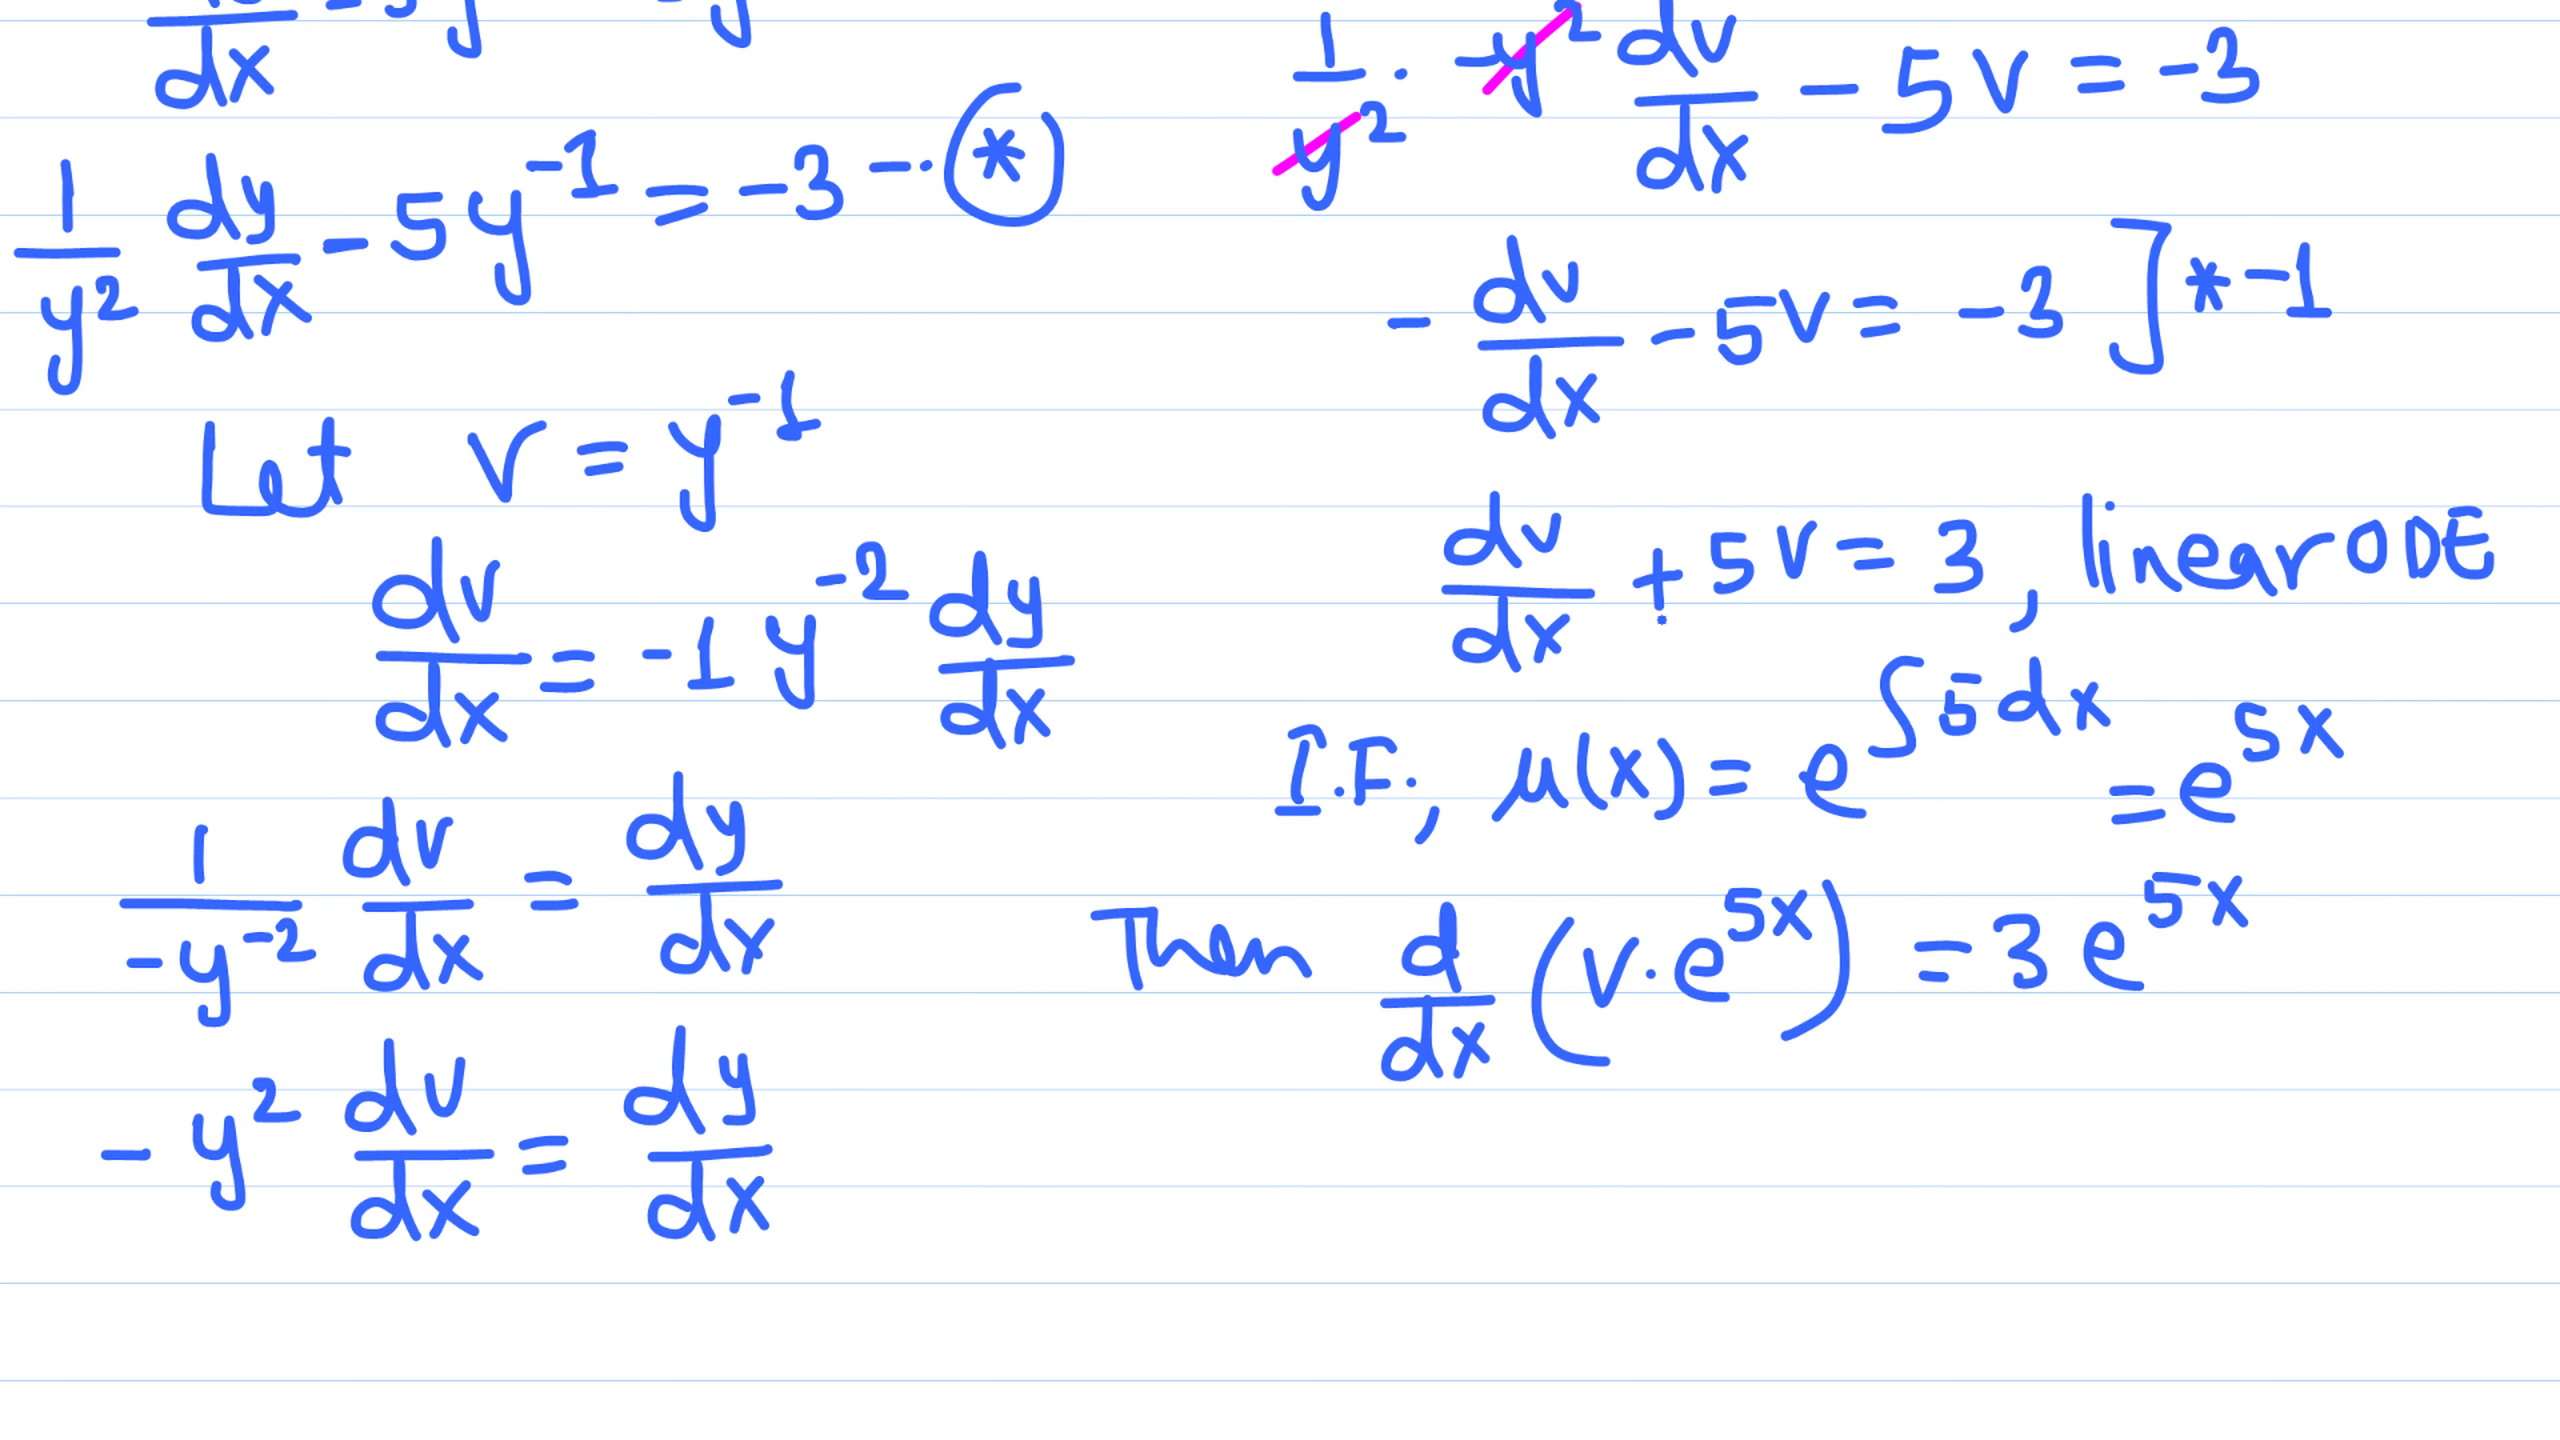 dx
1/y² dy/dx - 5y⁻¹ = -3 --· ⊛
Let v = y⁻¹
dv/dx = -1 y⁻² dy/dx
1/-y⁻² dv/dx = dy/dx
- y² dv/dx = dy/dx
1/y² · -y² dv/dx - 5v = -3
- dv/dx - 5v = -3 ] * -1
dv/dx + 5v = 3, linear ODE
I.F., μ(x) = e^∫5dx = e^5x
Then d/dx (v·e^5x) = 3e^5x